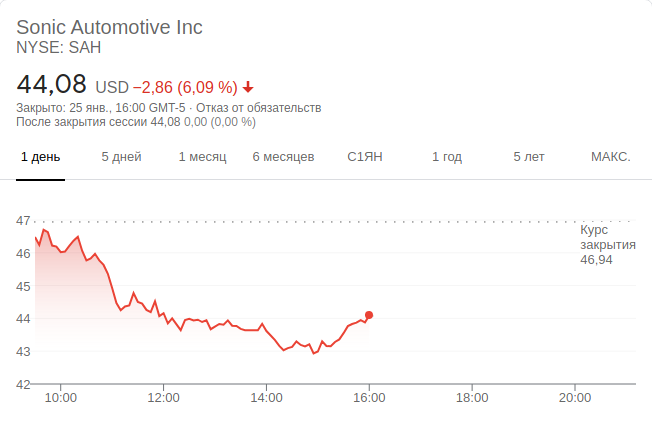 Sonic Automotive Inc
NYSE: SAH
44,08 USD −2,86 (6,09 %)
Закрыто: 25 янв., 16:00 GMT-5 · Отказ от обязательств
После закрытия сессии 44,08 0,00 (0,00 %)
1 день 5 дней 1 месяц 6 месяцев С1ЯН 1 год 5 лет МАКС.
47
Курс
закрытия
46,94
46
45
44
43
42
10:00 12:00 14:00 16:00 18:00 20:00